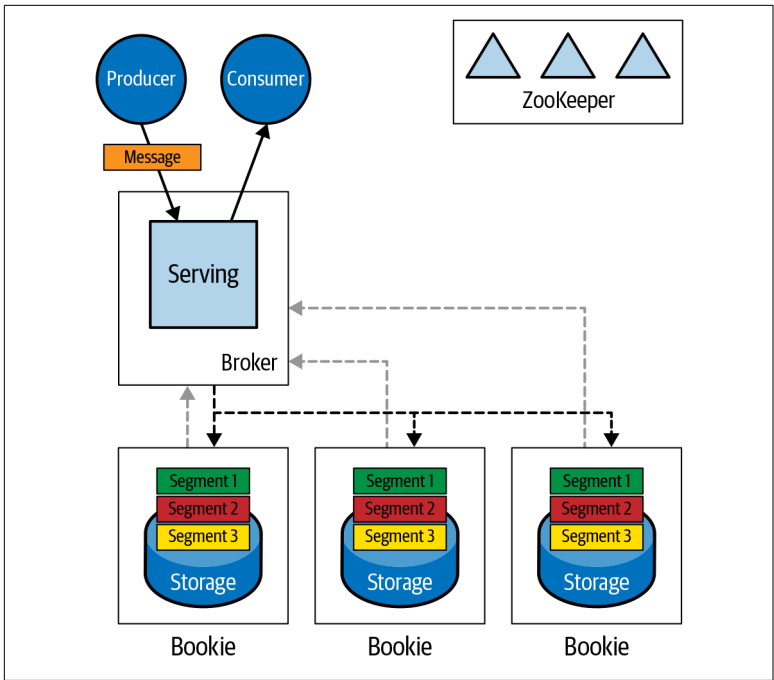 Producer
Consumer
ZooKeeper
Message
Serving
Broker
Segment 1
Segment 2
Segment 3
Storage
Bookie
Segment 1
Segment 2
Segment 3
Storage
Bookie
Segment 1
Segment 2
Segment 3
Storage
Bookie